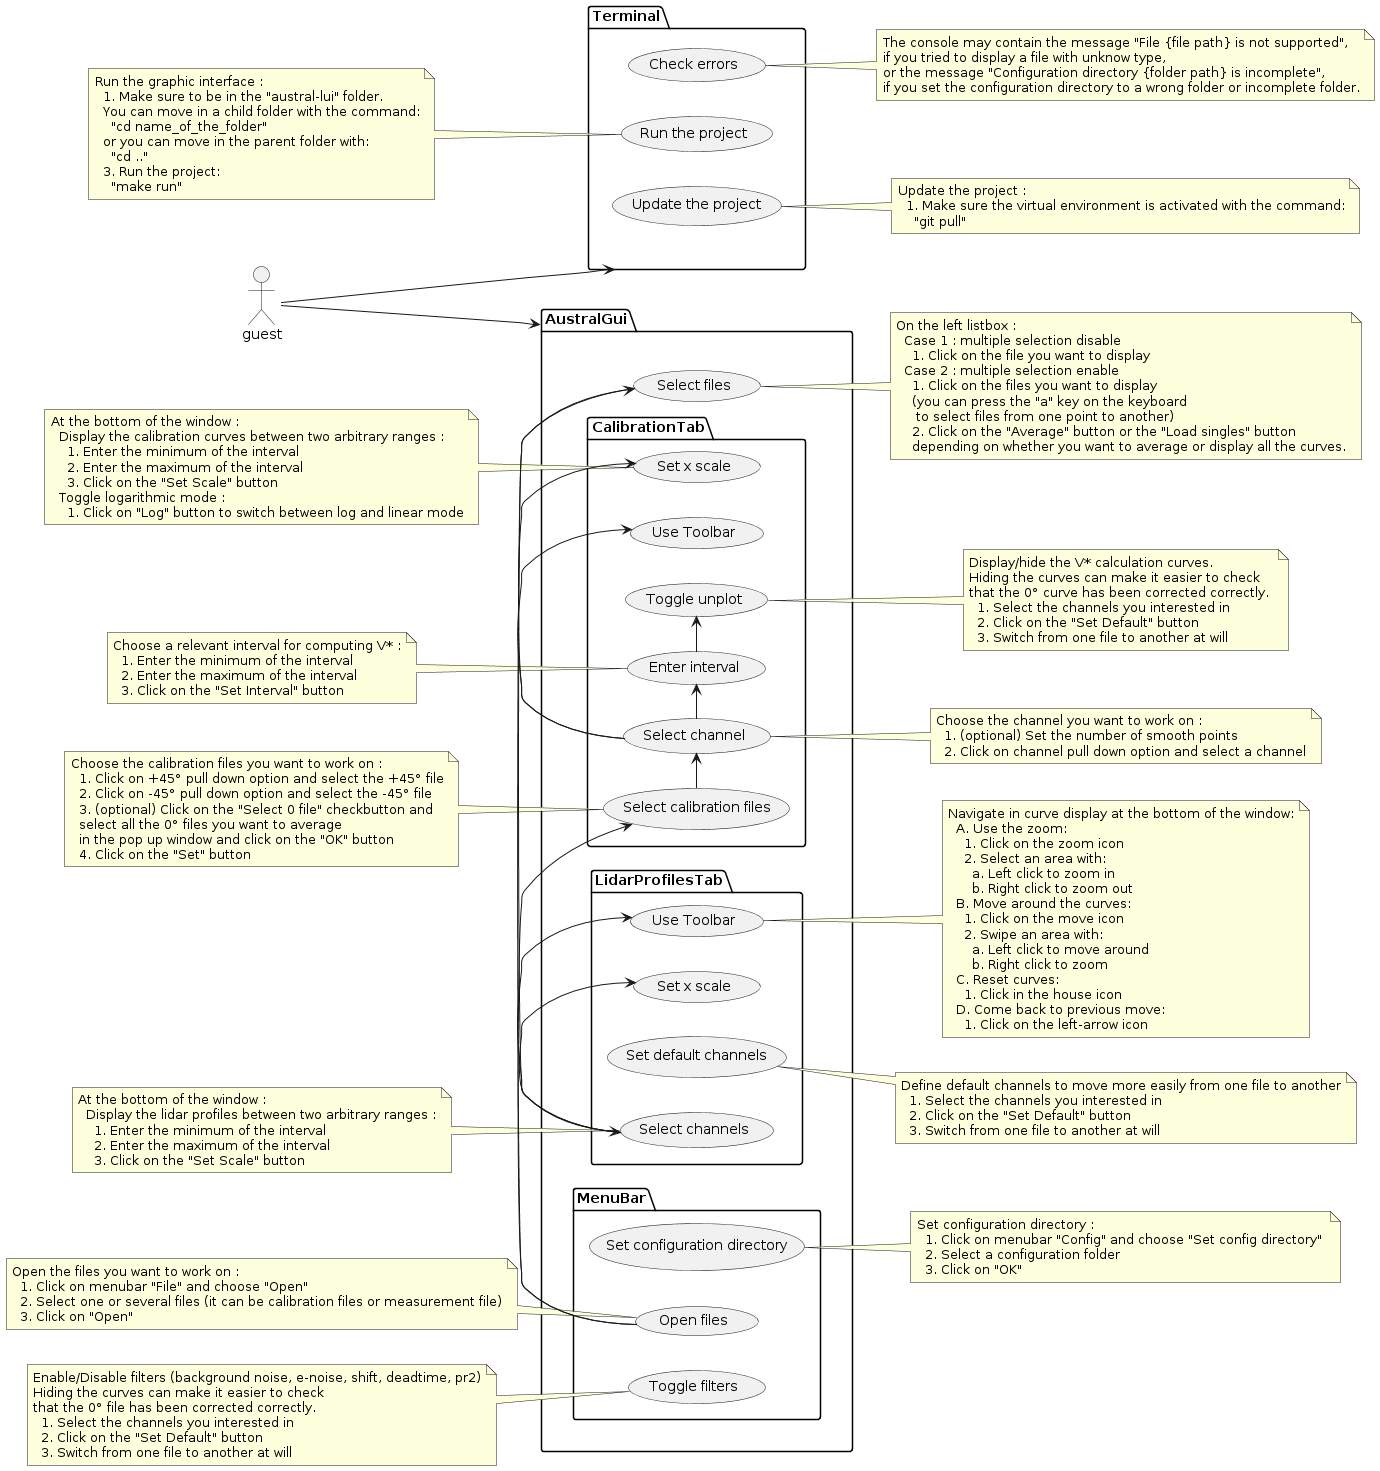 Terminal
Check errors
The console may contain the message "File {file path} is not supported",
if you tried to display a file with unknow type,
or the message "Configuration directory {folder path} is incomplete",
if you set the configuration directory to a wrong folder or incomplete folder.
Run the graphic interface :
1. Make sure to be in the "austral-lui" folder.
You can move in a child folder with the command:
"cd name_of_the_folder"
or you can move in the parent folder with:
"cd .."
3. Run the project:
"make run"
Run the project
Update the project
Update the project :
1. Make sure the virtual environment is activated with the command:
"git pull"
guest
AustralGui
Select files
On the left listbox :
Case 1 : multiple selection disable
1. Click on the file you want to display
Case 2 : multiple selection enable
1. Click on the files you want to display
(you can press the "a" key on the keyboard
to select files from one point to another)
2. Click on the "Average" button or the "Load singles" button
depending on whether you want to average or display all the curves.
CalibrationTab
At the bottom of the window :
Display the calibration curves between two arbitrary ranges :
1. Enter the minimum of the interval
2. Enter the maximum of the interval
3. Click on the "Set Scale" button
Toggle logarithmic mode :
1. Click on "Log" button to switch between log and linear mode
Set x scale
Use Toolbar
Toggle unplot
Display/hide the V* calculation curves.
Hiding the curves can make it easier to check
that the 0° curve has been corrected correctly.
1. Select the channels you interested in
2. Click on the "Set Default" button
3. Switch from one file to another at will
Choose a relevant interval for computing V* :
1. Enter the minimum of the interval
2. Enter the maximum of the interval
3. Click on the "Set Interval" button
Enter interval
Select channel
Choose the channel you want to work on :
1. (optional) Set the number of smooth points
2. Click on channel pull down option and select a channel
Choose the calibration files you want to work on :
1. Click on +45° pull down option and select the +45° file
2. Click on -45° pull down option and select the -45° file
3. (optional) Click on the "Select 0 file" checkbutton and
select all the 0° files you want to average
in the pop up window and click on the "OK" button
4. Click on the "Set" button
Select calibration files
LidarProfilesTab
Use Toolbar
Navigate in curve display at the bottom of the window:
A. Use the zoom:
1. Click on the zoom icon
2. Select an area with:
a. Left click to zoom in
b. Right click to zoom out
B. Move around the curves:
1. Click on the move icon
2. Swipe an area with:
a. Left click to move around
b. Right click to zoom
C. Reset curves:
1. Click in the house icon
D. Come back to previous move:
1. Click on the left-arrow icon
Set x scale
Set default channels
Define default channels to move more easily from one file to another
1. Select the channels you interested in
2. Click on the "Set Default" button
3. Switch from one file to another at will
At the bottom of the window :
Display the lidar profiles between two arbitrary ranges :
1. Enter the minimum of the interval
2. Enter the maximum of the interval
3. Click on the "Set Scale" button
Select channels
MenuBar
Set configuration directory
Set configuration directory :
1. Click on menubar "Config" and choose "Set config directory"
2. Select a configuration folder
3. Click on "OK"
Open the files you want to work on :
1. Click on menubar "File" and choose "Open"
2. Select one or several files (it can be calibration files or measurement file)
3. Click on "Open"
Open files
Enable/Disable filters (background noise, e-noise, shift, deadtime, pr2)
Hiding the curves can make it easier to check
that the 0° file has been corrected correctly.
1. Select the channels you interested in
2. Click on the "Set Default" button
3. Switch from one file to another at will
Toggle filters